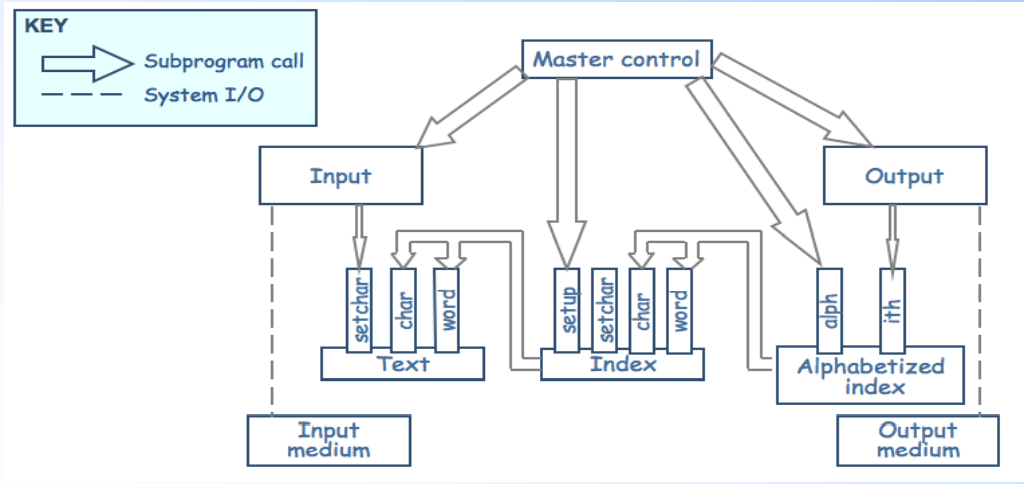 KEY
Subprogram call
System I/O
Master control
Input
Output
setchar
char
word
setup
setchar
char
word
alph
ith
Text
Index
Alphabetized
index
Input
medium
Output
medium